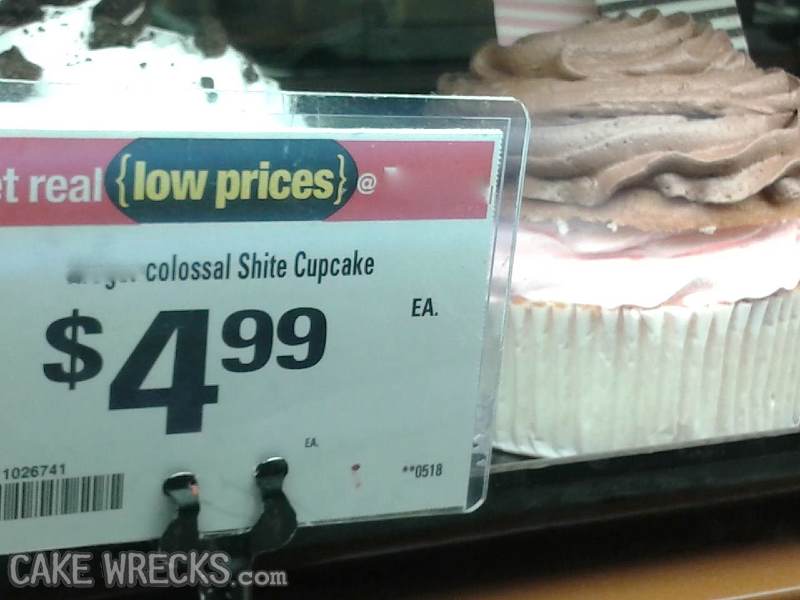 t real {low prices} @
colossal Shite Cupcake
$4.99
EA.
EA.
1026741
**0518
CAKE WRECKS.com